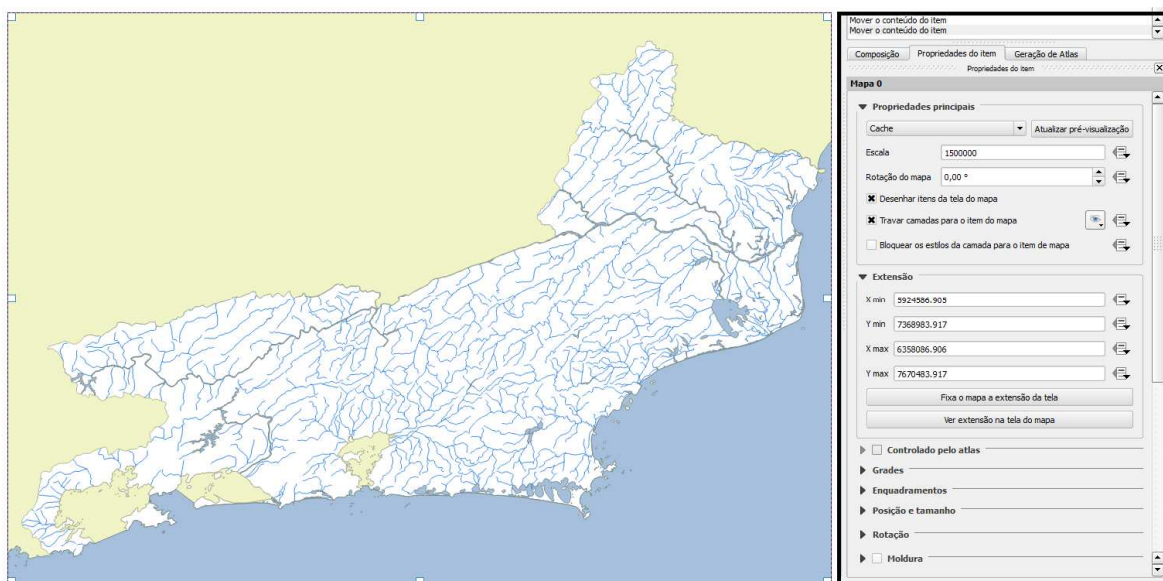 Mover o conteúdo do item
Mover o conteúdo do item
Composição Propriedades do item Geração de Atlas
Propriedades do item
Mapa 0
Propriedades principais
Cache Atualizar pré-visualização
Escala 1500000
Rotação do mapa 0,00 °
Desenhar itens da tela do mapa
Travar camadas para o item do mapa
Bloquear os estilos da camada para o item de mapa
Extensão
X min 5924586.905
Y min 7368983.917
X max 6358086.906
Y max 7670483.917
Fixa o mapa a extensão da tela
Ver extensão na tela do mapa
Controlado pelo atlas
Grades
Enquadramentos
Posição e tamanho
Rotação
Moldura